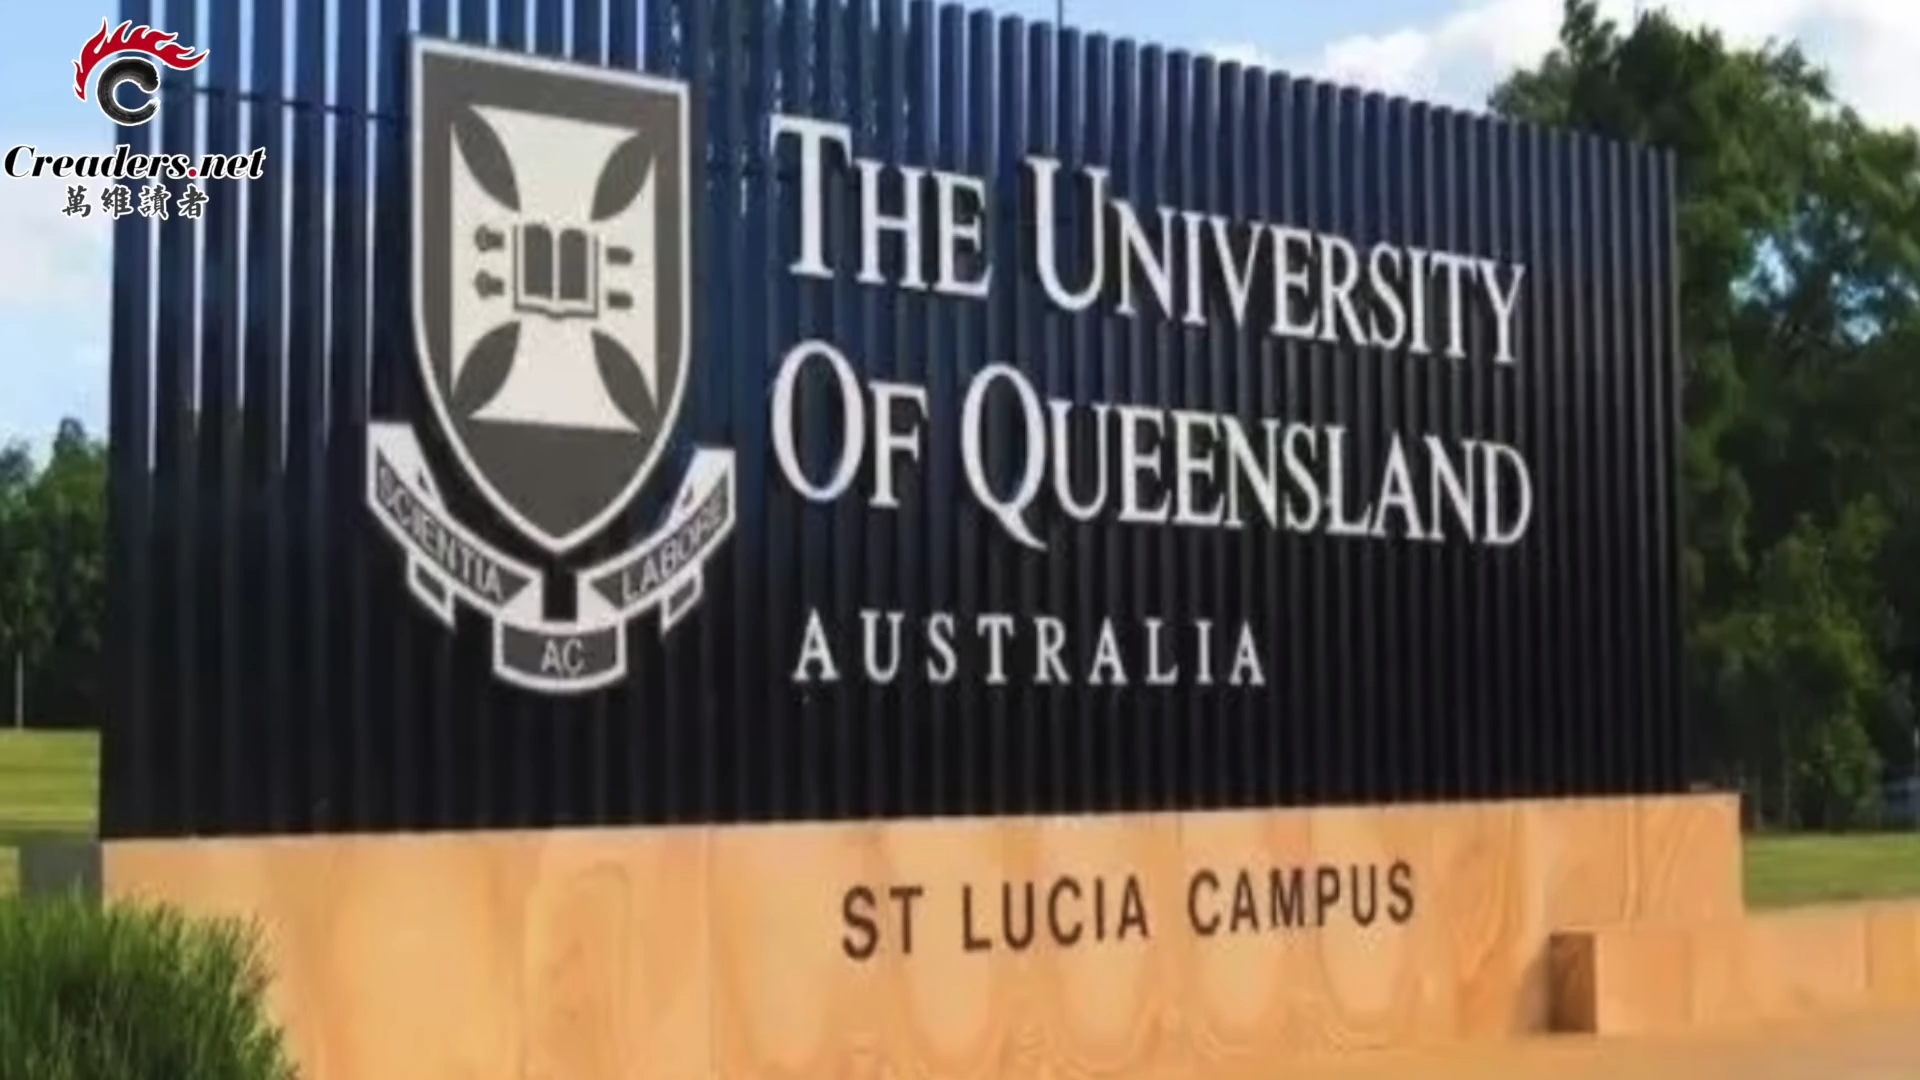 Creaders.net
萬維讀者
THE UNIVERSITY
OF QUEENSLAND
AUSTRALIA
SCIENTIA
AC
LABORE
ST LUCIA CAMPUS